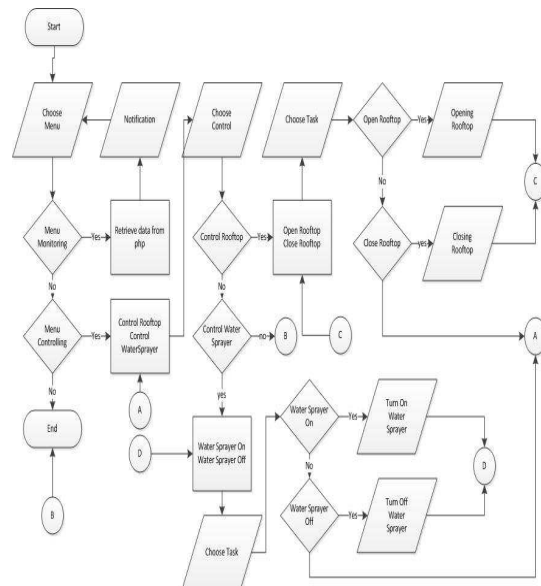 Start
Choose
Menu
Notification
Choose
Control
Choose Task
Open Rooftop
Yes
Opening
Rooftop
C
No
Menu
Monitoring
Yes
Retrieve data from
php
Control Rooftop
Yes
Open Rooftop
Close Rooftop
Close Rooftop
yes
Closing
Rooftop
No
No
Menu
Controlling
Yes
Control Rooftop
Control
WaterSprayer
Control Water
Sprayer
no
B
C
A
No
A
yes
End
D
Water Sprayer On
Water Sprayer Off
Water Sprayer
On
Yes
Turn On
Water
Sprayer
D
No
B
Choose Task
Water Sprayer
Off
Yes
Turn Off
Water
Sprayer